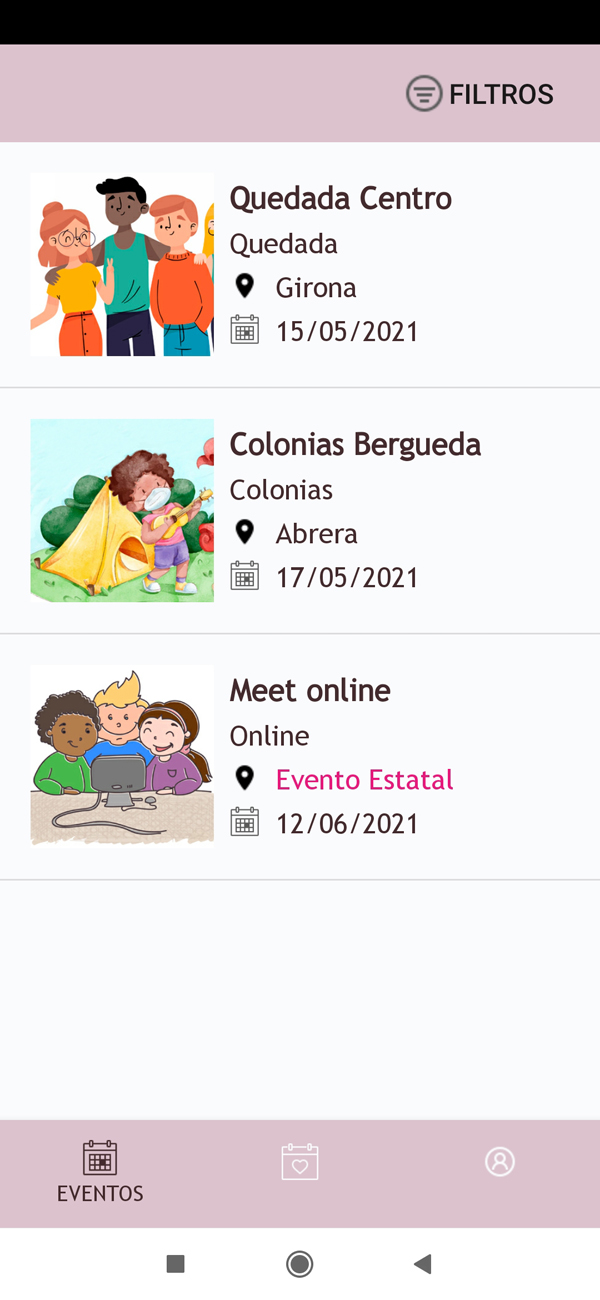 FILTROS
Quedada Centro
Quedada
Girona
15/05/2021
Colonias Bergueda
Colonias
Abrera
17/05/2021
Meet online
Online
Evento Estatal
12/06/2021
EVENTOS